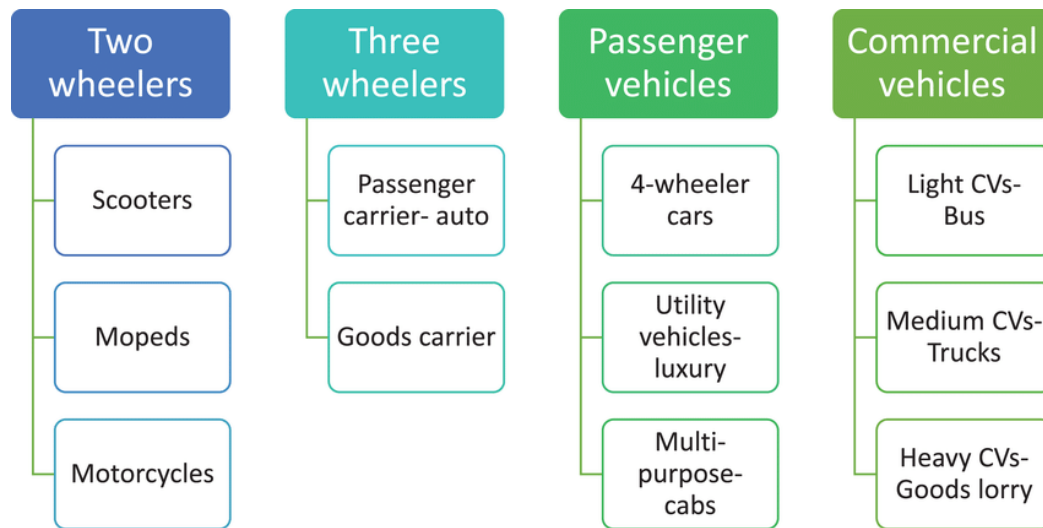 Two
wheelers
Scooters
Mopeds
Motorcycles
Three
wheelers
Passenger
carrier- auto
Goods carrier
Passenger
vehicles
4-wheeler
cars
Utility
vehicles-
luxury
Multi-
purpose-
cabs
Commercial
vehicles
Light CVs-
Bus
Medium CVs-
Trucks
Heavy CVs-
Goods lorry